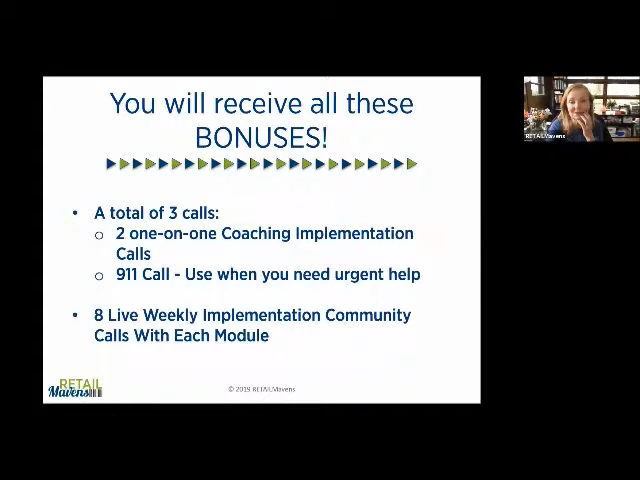 You will receive all these
BONUSES!
• A total of 3 calls:
o 2 one-on-one Coaching Implementation
Calls
o 911 Call - Use when you need urgent help
• 8 Live Weekly Implementation Community
Calls With Each Module
RETAIL
Mavens
© 2019 RETAILMavens
RETAILMavens